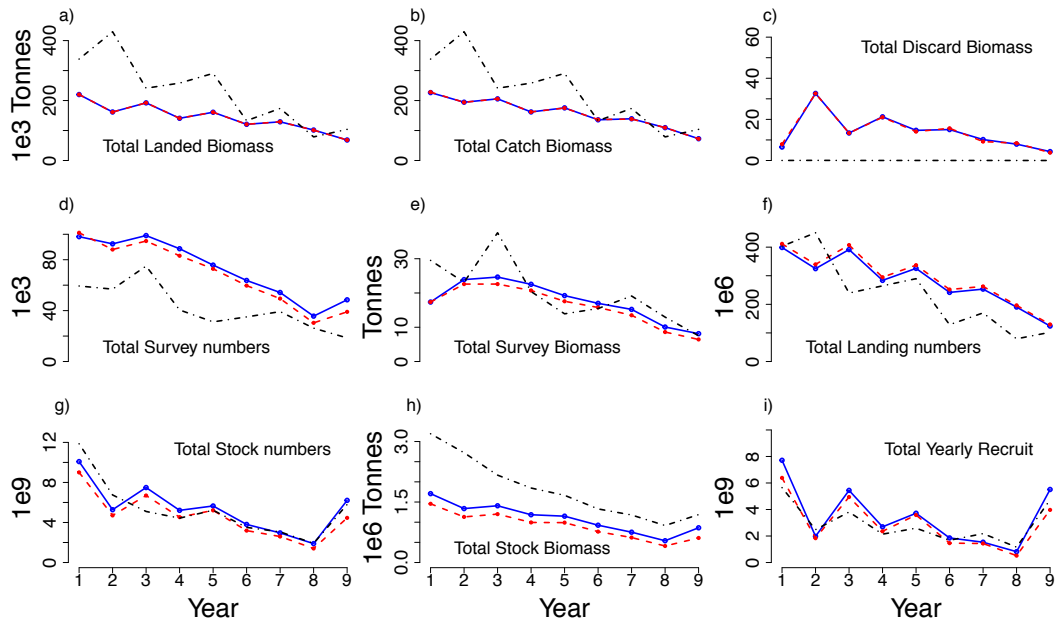 a)
b)
c)
1e3 Tonnes
0
200
400
Total Landed Biomass
0
200
400
Total Catch Biomass
0
20
40
60
Total Discard Biomass
d)
e)
f)
1e3
0
40
80
Total Survey numbers
Tonnes
0
10
30
Total Survey Biomass
1e6
0
200
400
Total Landing numbers
g)
h)
i)
1e9
0
4
8
12
Total Stock numbers
1e6 Tonnes
0.0
1.5
3.0
Total Stock Biomass
1e9
0
2
4
6
8
Total Yearly Recruit
1 2 3 4 5 6 7 8 9
1 2 3 4 5 6 7 8 9
1 2 3 4 5 6 7 8 9
Year
Year
Year